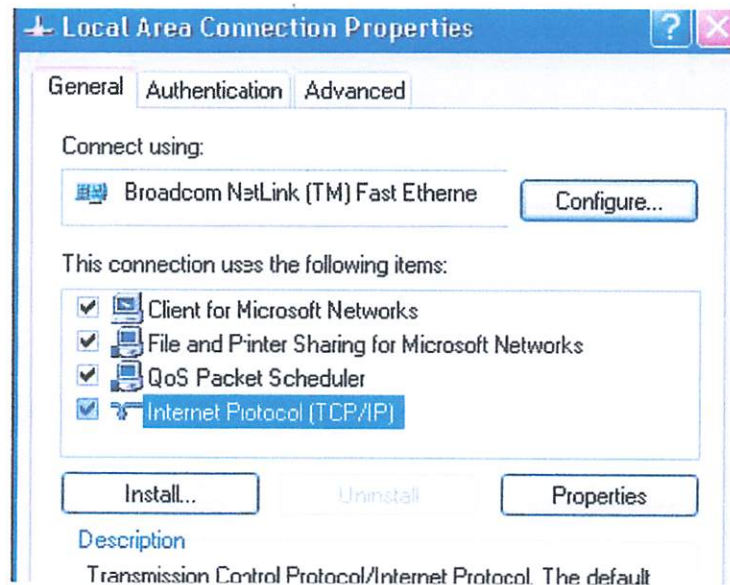 Local Area Connection Properties
General Authentication Advanced
Connect using:
Broadcom NetLink (TM) Fast Etherne
Configure...
This connection uses the following items:
Client for Microsoft Networks
File and Printer Sharing for Microsoft Networks
QoS Packet Scheduler
Internet Protocol (TCP/IP)
Install... Uninstall Properties
Description
Transmission Control Protocol/Internet Protocol. The default